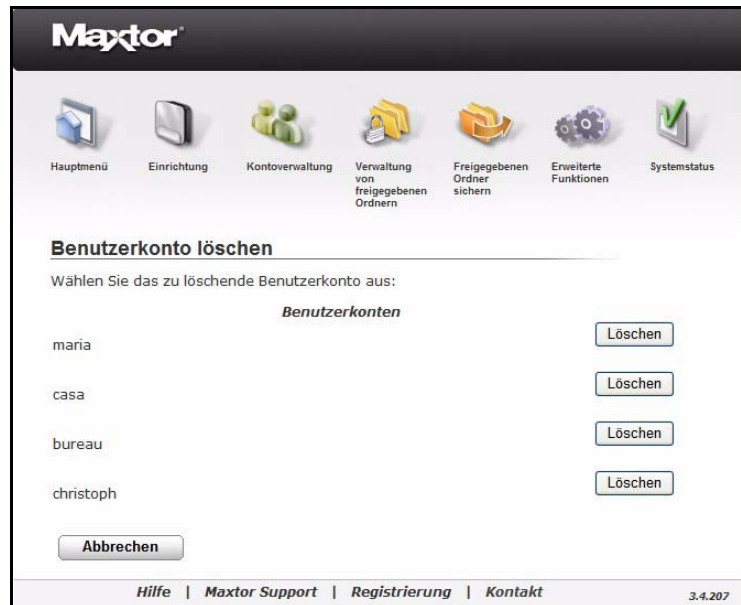 Maxtor
Hauptmenü
Einrichtung
Kontoverwaltung
Verwaltung
von
freigegebenen
Ordnern
Freigegebenen
Ordner
sichern
Erweiterte
Funktionen
Systemstatus
Benutzerkonto löschen
Wählen Sie das zu löschende Benutzerkonto aus:
Benutzerkonten
maria Löschen
casa Löschen
bureau Löschen
christoph Löschen
Abbrechen
Hilfe | Maxtor Support | Registrierung | Kontakt 3.4.207